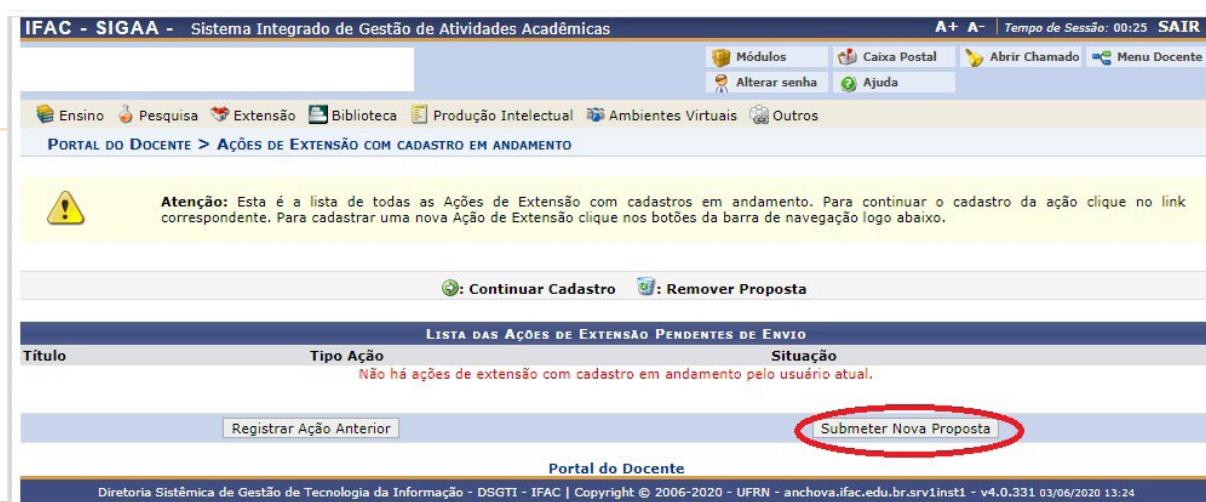 IFAC - SIGAA - Sistema Integrado de Gestão de Atividades Acadêmicas A+ A- | Tempo de Sessão: 00:25 SAIR
Módulos Caixa Postal Abrir Chamado Menu Docente
Alterar senha Ajuda
Ensino Pesquisa Extensão Biblioteca Produção Intelectual Ambientes Virtuais Outros
PORTAL DO DOCENTE > AÇÕES DE EXTENSÃO COM CADASTRO EM ANDAMENTO
Atenção: Esta é a lista de todas as Ações de Extensão com cadastros em andamento. Para continuar o cadastro da ação clique no link
correspondente. Para cadastrar uma nova Ação de Extensão clique nos botões da barra de navegação logo abaixo.
: Continuar Cadastro : Remover Proposta
LISTA DAS AÇÕES DE EXTENSÃO PENDENTES DE ENVIO
Título Tipo Ação Situação
Não há ações de extensão com cadastro em andamento pelo usuário atual.
Registrar Ação Anterior Submeter Nova Proposta
Portal do Docente
Diretoria Sistêmica de Gestão de Tecnologia da Informação - DSGTI - IFAC | Copyright © 2006-2020 - UFRN - anchova.ifac.edu.br.srv1inst1 - v4.0.331 03/06/2020 13:24